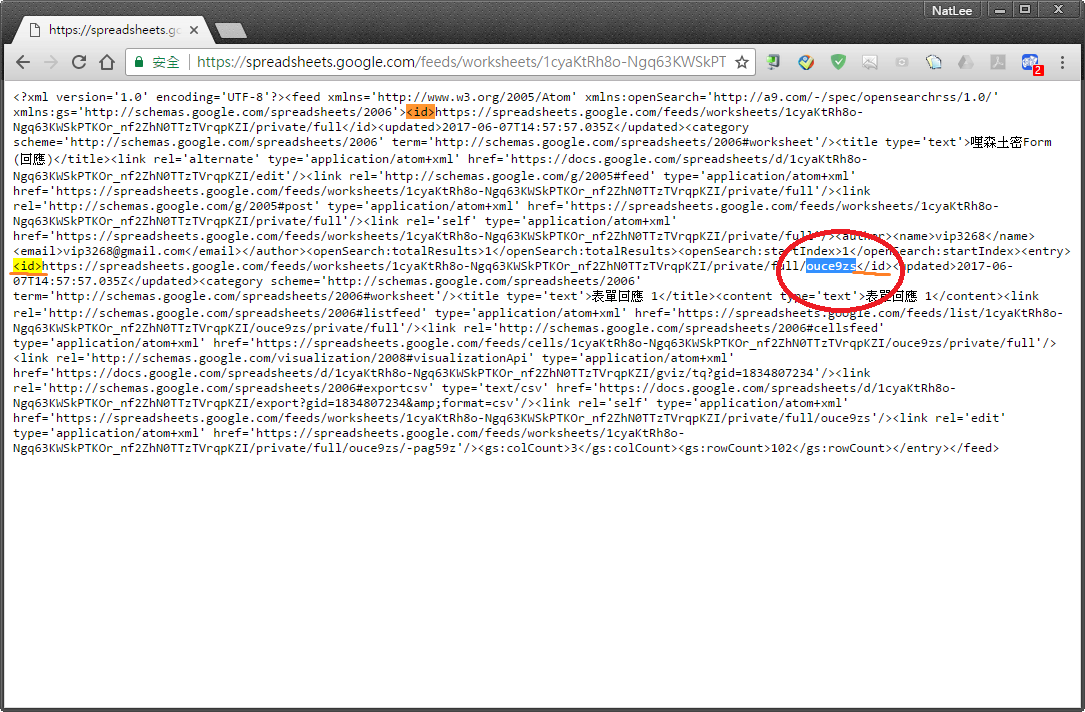 NatLee
https://spreadsheets.gc
安全 https://spreadsheets.google.com/feeds/worksheets/1cyaKtRh8o-Ngq63KWSkPT
2
<?xml version='1.0' encoding='UTF-8'?><feed xmlns='http://www.w3.org/2005/Atom' xmlns:openSearch='http://a9.com/-/spec/opensearchrss/1.0/'
xmlns:gs='http://schemas.google.com/spreadsheets/2006'><id>https://spreadsheets.google.com/feeds/worksheets/1cyaKtRh8o-
Ngq63KWSkPTKOr_nf2ZhN0TTzTVrqpKZI/private/full</id><updated>2017-06-07T14:57:57.035Z</updated><category
scheme='http://schemas.google.com/spreadsheets/2006' term='http://schemas.google.com/spreadsheets/2006#worksheet'/><title type='text'>哩森土密Form
(回應)</title><link rel='alternate' type='application/atom+xml' href='https://docs.google.com/spreadsheets/d/1cyaKtRh8o-
Ngq63KWSkPTKOr_nf2ZhN0TTzTVrqpKZI/edit'/><link rel='http://schemas.google.com/g/2005#feed' type='application/atom+xml'
href='https://spreadsheets.google.com/feeds/worksheets/1cyaKtRh8o-Ngq63KWSkPTKOr_nf2ZhN0TTzTVrqpKZI/private/full'/><link
rel='http://schemas.google.com/g/2005#post' type='application/atom+xml' href='https://spreadsheets.google.com/feeds/worksheets/1cyaKtRh8o-
Ngq63KWSkPTKOr_nf2ZhN0TTzTVrqpKZI/private/full'/><link rel='self' type='application/atom+xml'
href='https://spreadsheets.google.com/feeds/worksheets/1cyaKtRh8o-Ngq63KWSkPTKOr_nf2ZhN0TTzTVrqpKZI/private/full'/><author><name>vip3268</name>
<email>vip3268@gmail.com</email></author><openSearch:totalResults>1</openSearch:totalResults><openSearch:startIndex>1</openSearch:startIndex><entry>
<id>https://spreadsheets.google.com/feeds/worksheets/1cyaKtRh8o-Ngq63KWSkPTKOr_nf2ZhN0TTzTVrqpKZI/private/full/ouce9zs</id><updated>2017-06-
07T14:57:57.035Z</updated><category scheme='http://schemas.google.com/spreadsheets/2006'
term='http://schemas.google.com/spreadsheets/2006#worksheet'/><title type='text'>表單回應 1</title><content type='text'>表單回應 1</content><link
rel='http://schemas.google.com/spreadsheets/2006#listfeed' type='application/atom+xml' href='https://spreadsheets.google.com/feeds/list/1cyaKtRh8o-
Ngq63KWSkPTKOr_nf2ZhN0TTzTVrqpKZI/ouce9zs/private/full'/><link rel='http://schemas.google.com/spreadsheets/2006#cellsfeed'
type='application/atom+xml' href='https://spreadsheets.google.com/feeds/cells/1cyaKtRh8o-Ngq63KWSkPTKOr_nf2ZhN0TTzTVrqpKZI/ouce9zs/private/full'/>
<link rel='http://schemas.google.com/visualization/2008#visualizationApi' type='application/atom+xml'
href='https://docs.google.com/spreadsheets/d/1cyaKtRh8o-Ngq63KWSkPTKOr_nf2ZhN0TTzTVrqpKZI/gviz/tq?gid=1834807234'/><link
rel='http://schemas.google.com/spreadsheets/2006#exportcsv' type='text/csv' href='https://docs.google.com/spreadsheets/d/1cyaKtRh8o-
Ngq63KWSkPTKOr_nf2ZhN0TTzTVrqpKZI/export?gid=1834807234&amp;format=csv'/><link rel='self' type='application/atom+xml'
href='https://spreadsheets.google.com/feeds/worksheets/1cyaKtRh8o-Ngq63KWSkPTKOr_nf2ZhN0TTzTVrqpKZI/private/full/ouce9zs'/><link rel='edit'
type='application/atom+xml' href='https://spreadsheets.google.com/feeds/worksheets/1cyaKtRh8o-
Ngq63KWSkPTKOr_nf2ZhN0TTzTVrqpKZI/private/full/ouce9zs/-pag59z'/><gs:colCount>3</gs:colCount><gs:rowCount>102</gs:rowCount></entry></feed>